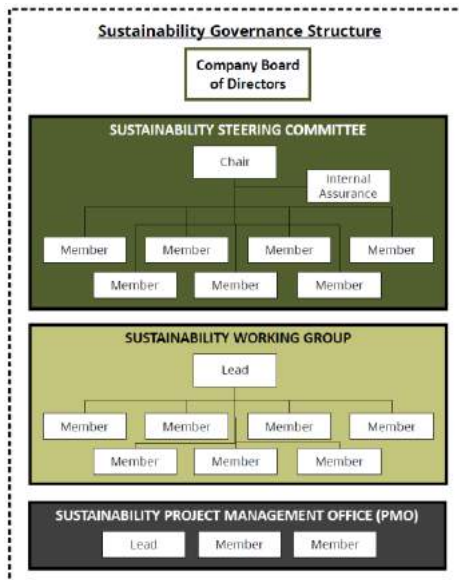 Sustainability Governance Structure
Company Board
of Directors
SUSTAINABILITY STEERING COMMITTEE
Chair
Internal
Assurance
Member Member Member Member
Member Member Member
SUSTAINABILITY WORKING GROUP
Lead
Member Member Member Member
Member Member Member
SUSTAINABILITY PROJECT MANAGEMENT OFFICE (PMO)
Lead Member Member